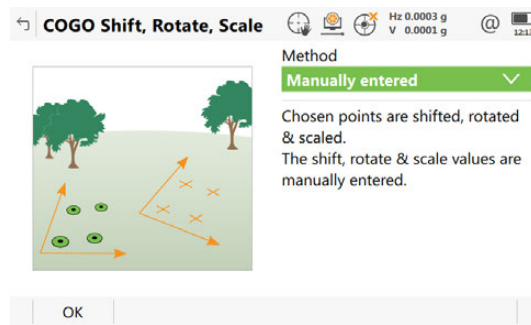 COGO Shift, Rotate, Scale
Hz 0.0003 g
V 0.0001 g
@
Method
Manually entered
Chosen points are shifted, rotated
& scaled.
The shift, rotate & scale values are
manually entered.
OK